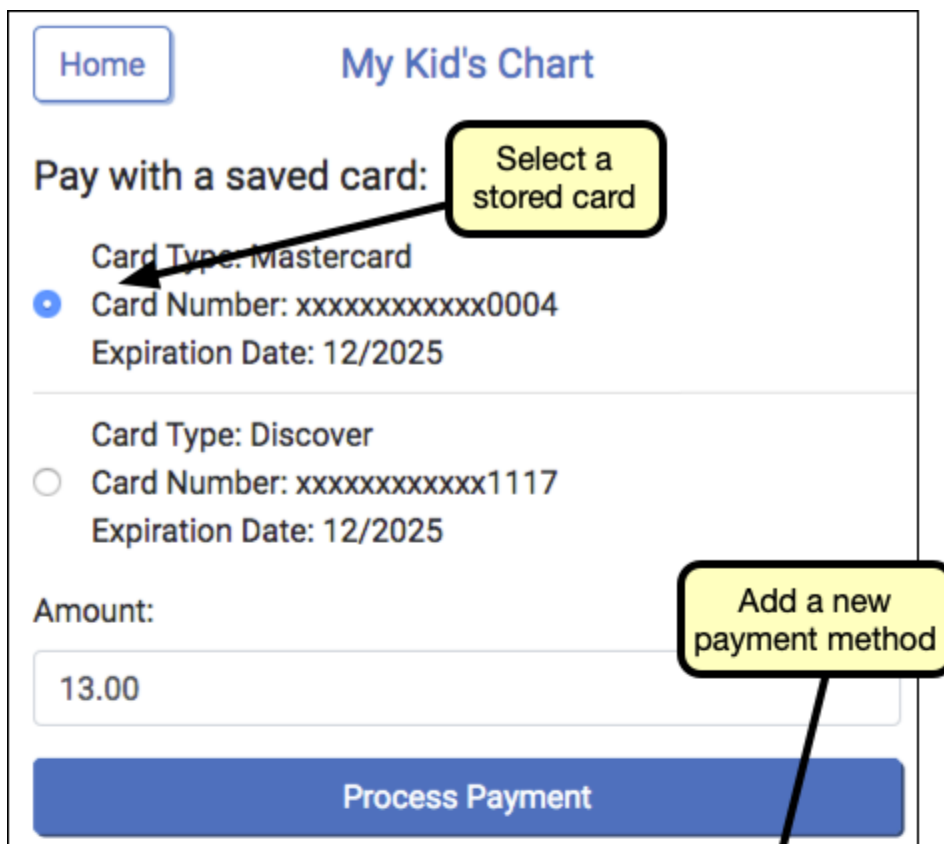 Home
My Kid's Chart
Pay with a saved card:
Select a
stored card
Card Type: Mastercard
Card Number: xxxxxxxxxxxx0004
Expiration Date: 12/2025
Card Type: Discover
Card Number: xxxxxxxxxxxx1117
Expiration Date: 12/2025
Amount:
Add a new
payment method
13.00
Process Payment